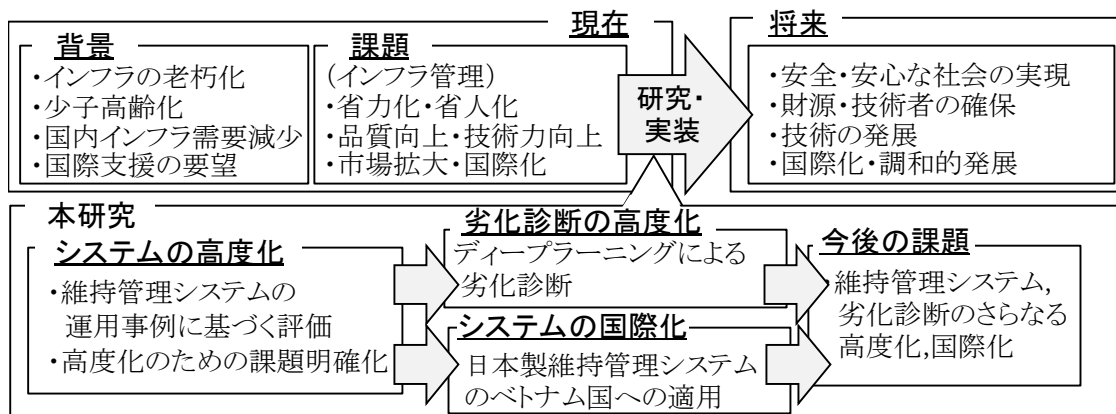 現在
背景
・インフラの老朽化
・少子高齢化
・国内インフラ需要減少
・国際支援の要望
課題
(インフラ管理)
・省力化・省人化
・品質向上・技術力向上
・市場拡大・国際化
研究・
実装
将来
・安全・安心な社会の実現
・財源・技術者の確保
・技術の発展
・国際化・調和的発展
本研究
システムの高度化
・維持管理システムの
運用事例に基づく評価
・高度化のための課題明確化
劣化診断の高度化
ディープラーニングによる
劣化診断
システムの国際化
日本製維持管理システム
のベトナム国への適用
今後の課題
維持管理システム,
劣化診断のさらなる
高度化,国際化